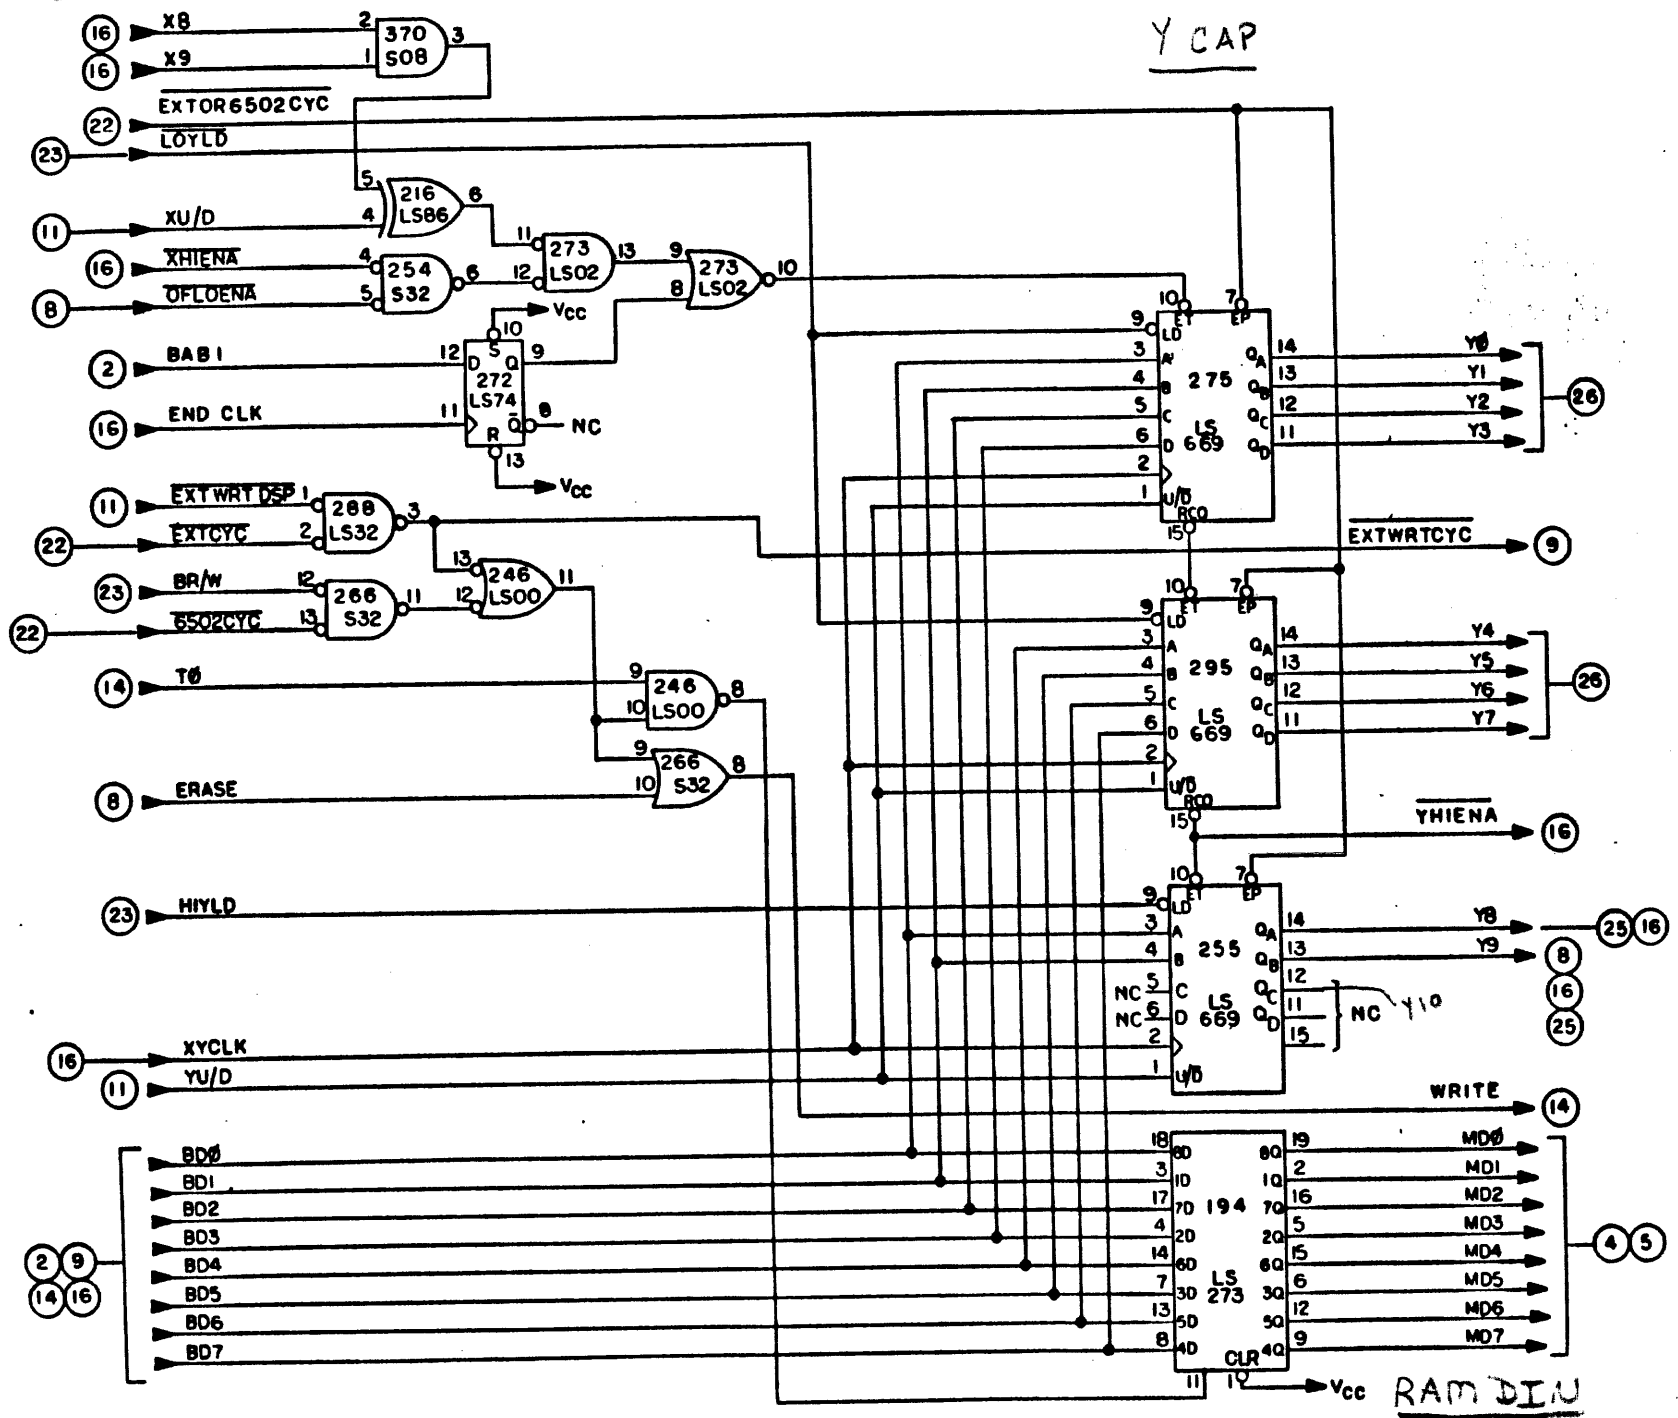 Y CAP
16 X8 2 370 S08 3
16 X9 1
22 EXTOR6502CYC
23 LOYLD
5 216 LS86 6
11 XU/D 4
16 XHIENA 4 254 S32 6
8 OFLOENA 5
11 273 LS02 13
12
9 273 LS02 10
8
10 VCC
2 BAB1 12 D S Q 9
272 LS74
16 END CLK 11 R Q 8 NC
13 VCC
11 EXTWRTDSP 1 288 LS32 3
22 EXTCYC 2
23 BR/W 12 266 S32 11
22 6502CYC 13
13 246 LS00 11
12
14 TØ 9 246 LS00 8
10
9 266 S32 8
8 ERASE 10
10 ET 7 EP
9 LD
3 A QA 14 YØ
4 B 275 QB 13 Y1
5 C LS QC 12 Y2
6 D 669 QD 11 Y3
26
2
1 U/D
RCO 15
EXTWRTCYC 9
10 ET 7 EP
9 LD
3 A QA 14 Y4
4 B 295 QB 13 Y5
5 C LS QC 12 Y6
6 D 669 QD 11 Y7
26
2
1 U/D
RCO 15
YHIENA 16
10 ET 7 EP
23 HIYLD 9 LD
3 A QA 14 Y8 25 16
4 B 255 QB 13 Y9 8 16 25
NC 5 C LS QC 12
NC 6 D 669 QD 11 NC Y10
15
16 XYCLK 2
11 YU/D 1 U/D
WRITE 14
BDØ 18 8D 8Q 19 MDØ
BD1 3 1D 1Q 2 MD1
BD2 17 7D 194 7Q 16 MD2
BD3 4 2D 2Q 5 MD3
BD4 14 6D 6Q 15 MD4
BD5 7 3D LS 273 3Q 6 MD5
BD6 13 5D 5Q 12 MD6
BD7 8 4D 4Q 9 MD7
2 9
14 16
4 5
11 CLR 1 VCC
RAM DIN